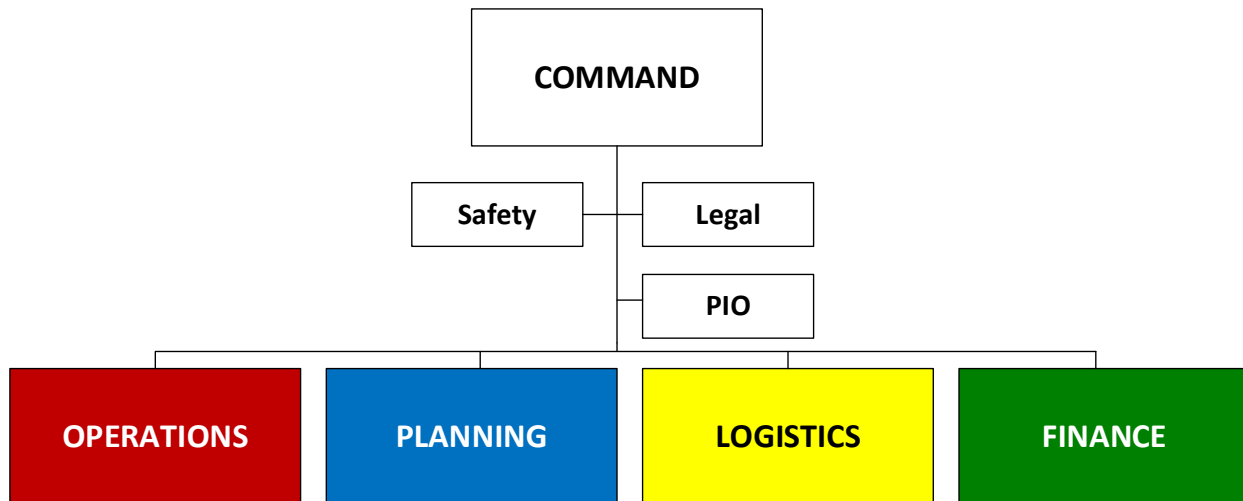 COMMAND
Safety
Legal
PIO
OPERATIONS
PLANNING
LOGISTICS
FINANCE